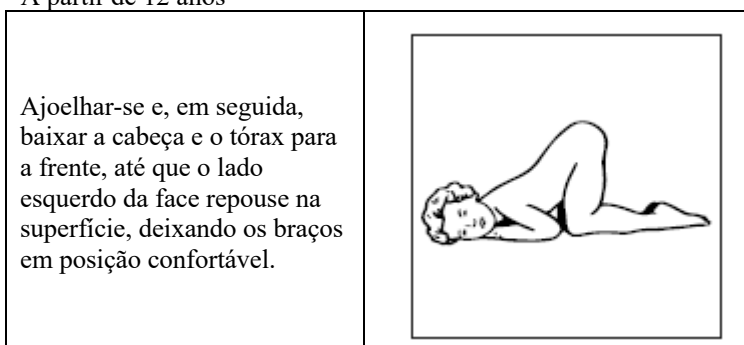 A partir de 12 anos
Ajoelhar-se e, em seguida,
baixar a cabeça e o tórax para
a frente, até que o lado
esquerdo da face repouse na
superfície, deixando os braços
em posição confortável.